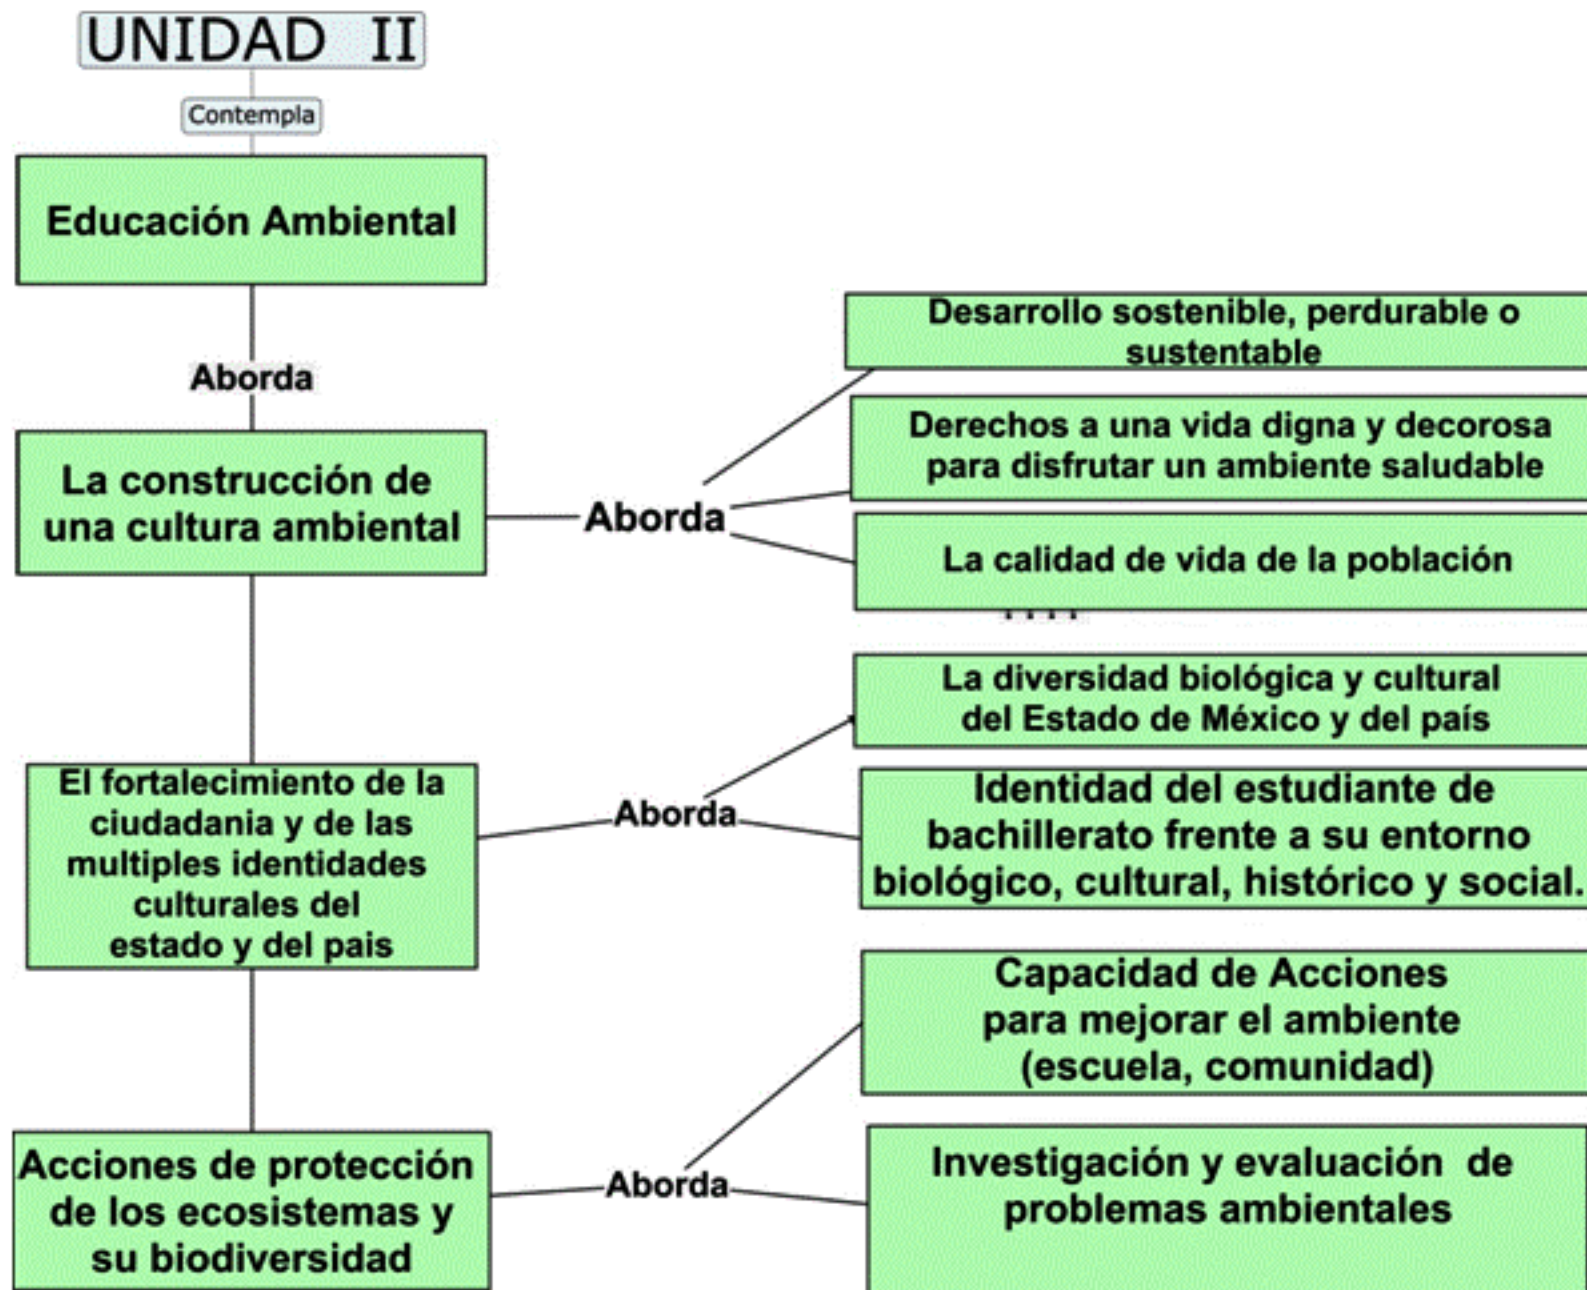 UNIDAD II
Contempla
Educación Ambiental
Aborda
La construcción de
una cultura ambiental
Aborda
Desarrollo sostenible, perdurable o
sustentable
Derechos a una vida digna y decorosa
para disfrutar un ambiente saludable
La calidad de vida de la población
El fortalecimiento de la
ciudadania y de las
multiples identidades
culturales del
estado y del pais
Aborda
La diversidad biológica y cultural
del Estado de México y del país
Identidad del estudiante de
bachillerato frente a su entorno
biológico, cultural, histórico y social.
Acciones de protección
de los ecosistemas y
su biodiversidad
Aborda
Capacidad de Acciones
para mejorar el ambiente
(escuela, comunidad)
Investigación y evaluación de
problemas ambientales